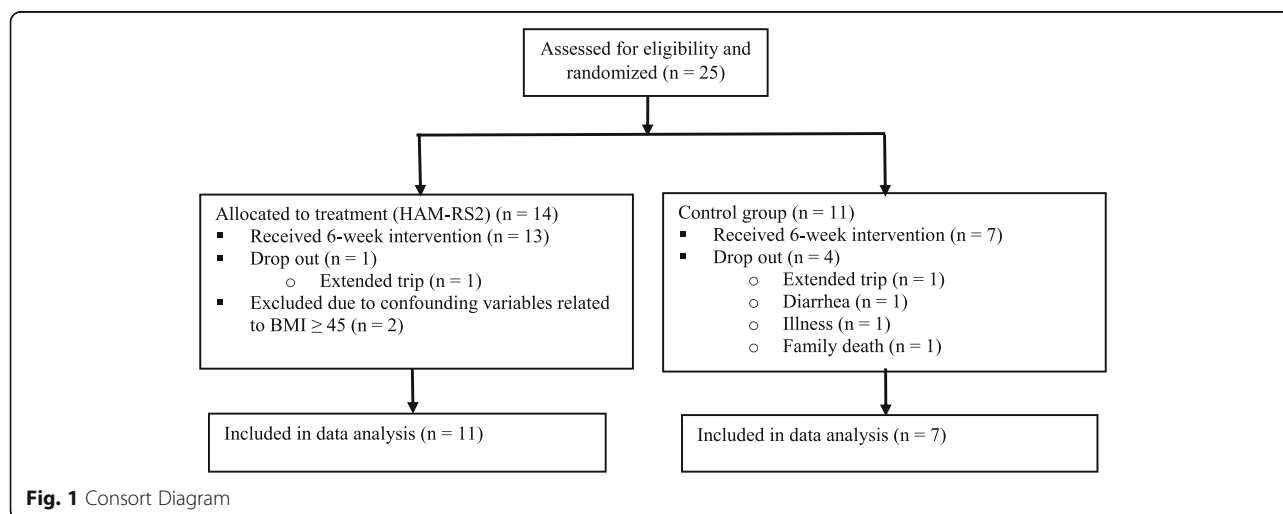 Assessed for eligibility and
randomized (n = 25)
Allocated to treatment (HAM-RS2) (n = 14)
▪ Received 6-week intervention (n = 13)
▪ Drop out (n = 1)
o Extended trip (n = 1)
▪ Excluded due to confounding variables related
to BMI ≥ 45 (n = 2)
Control group (n = 11)
▪ Received 6-week intervention (n = 7)
▪ Drop out (n = 4)
o Extended trip (n = 1)
o Diarrhea (n = 1)
o Illness (n = 1)
o Family death (n = 1)
Included in data analysis (n = 11)
Included in data analysis (n = 7)
Fig. 1 Consort Diagram